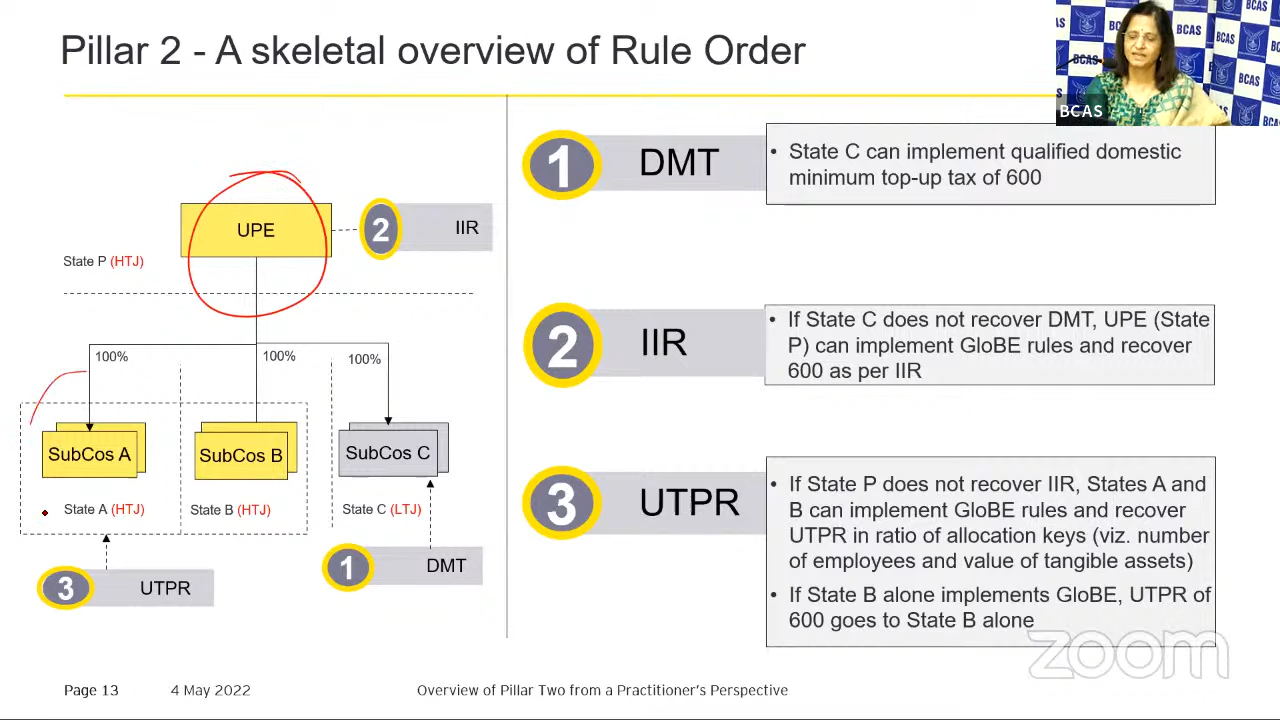 Pillar 2 - A skeletal overview of Rule Order
BCAS
BCAS
BCAS
BCAS
BCAS
BCAS
UPE
2
IIR
State P (HTJ)
100%
100%
100%
SubCos A
SubCos B
SubCos C
State A (HTJ)
State B (HTJ)
State C (LTJ)
3
UTPR
1
DMT
1
DMT
• State C can implement qualified domestic
minimum top-up tax of 600
2
IIR
• If State C does not recover DMT, UPE (State
P) can implement GloBE rules and recover
600 as per IIR
3
UTPR
• If State P does not recover IIR, States A and
B can implement GloBE rules and recover
UTPR in ratio of allocation keys (viz. number
of employees and value of tangible assets)
• If State B alone implements GloBE, UTPR of
600 goes to State B alone
zoom
Page 13
4 May 2022
Overview of Pillar Two from a Practitioner's Perspective